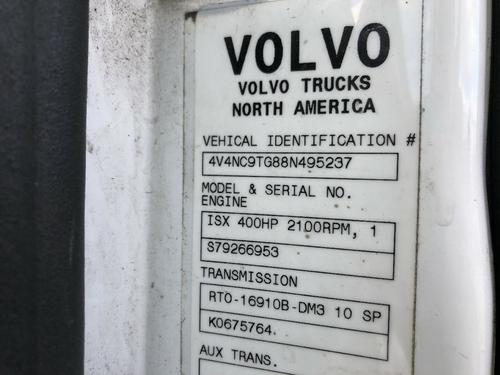 VOLVO
VOLVO TRUCKS
NORTH AMERICA
VEHICAL IDENTIFICATION #
4V4NC9TG88N495237
MODEL & SERIAL NO.
ENGINE
ISX 400HP 2100RPM, 1
S79266953
TRANSMISSION
RTO-16910B-DM3 10 SP
K0675764.
AUX TRANS.